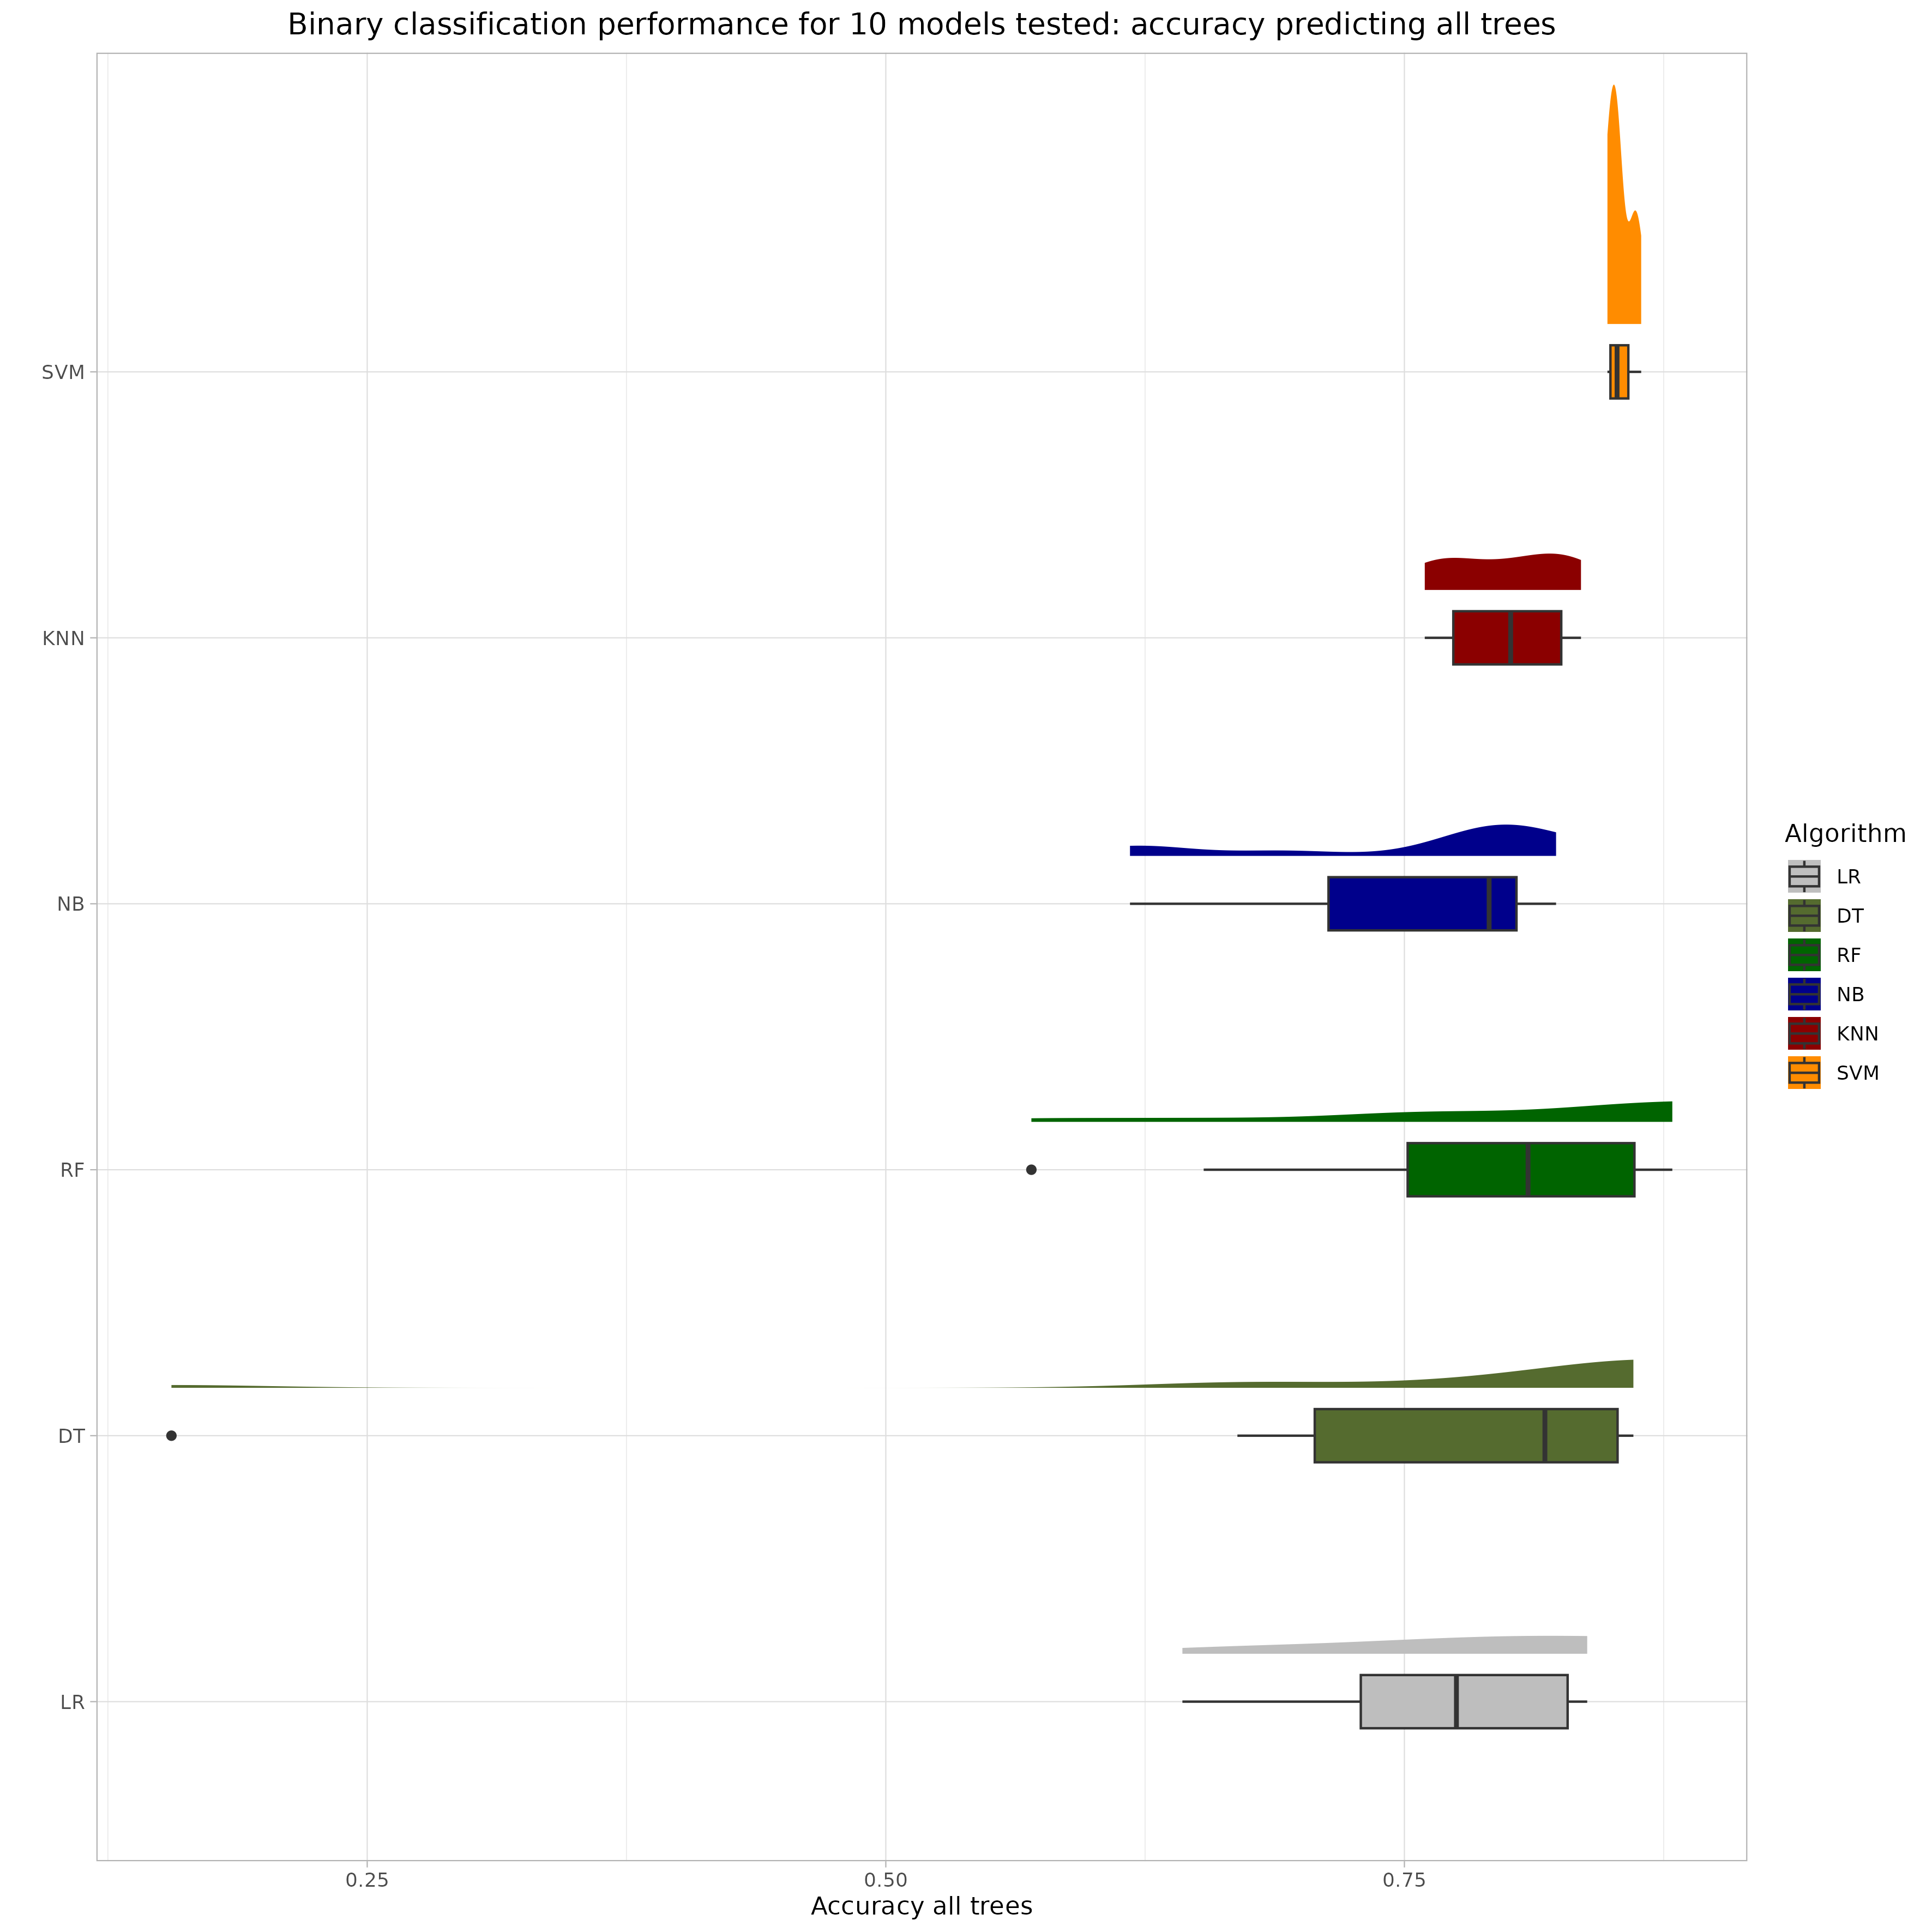 Binary classification performance for 10 models tested: accuracy predicting all trees
SVM
KNN
NB
RF
DT
LR
0.25
0.50
0.75
Accuracy all trees
Algorithm
LR
DT
RF
NB
KNN
SVM